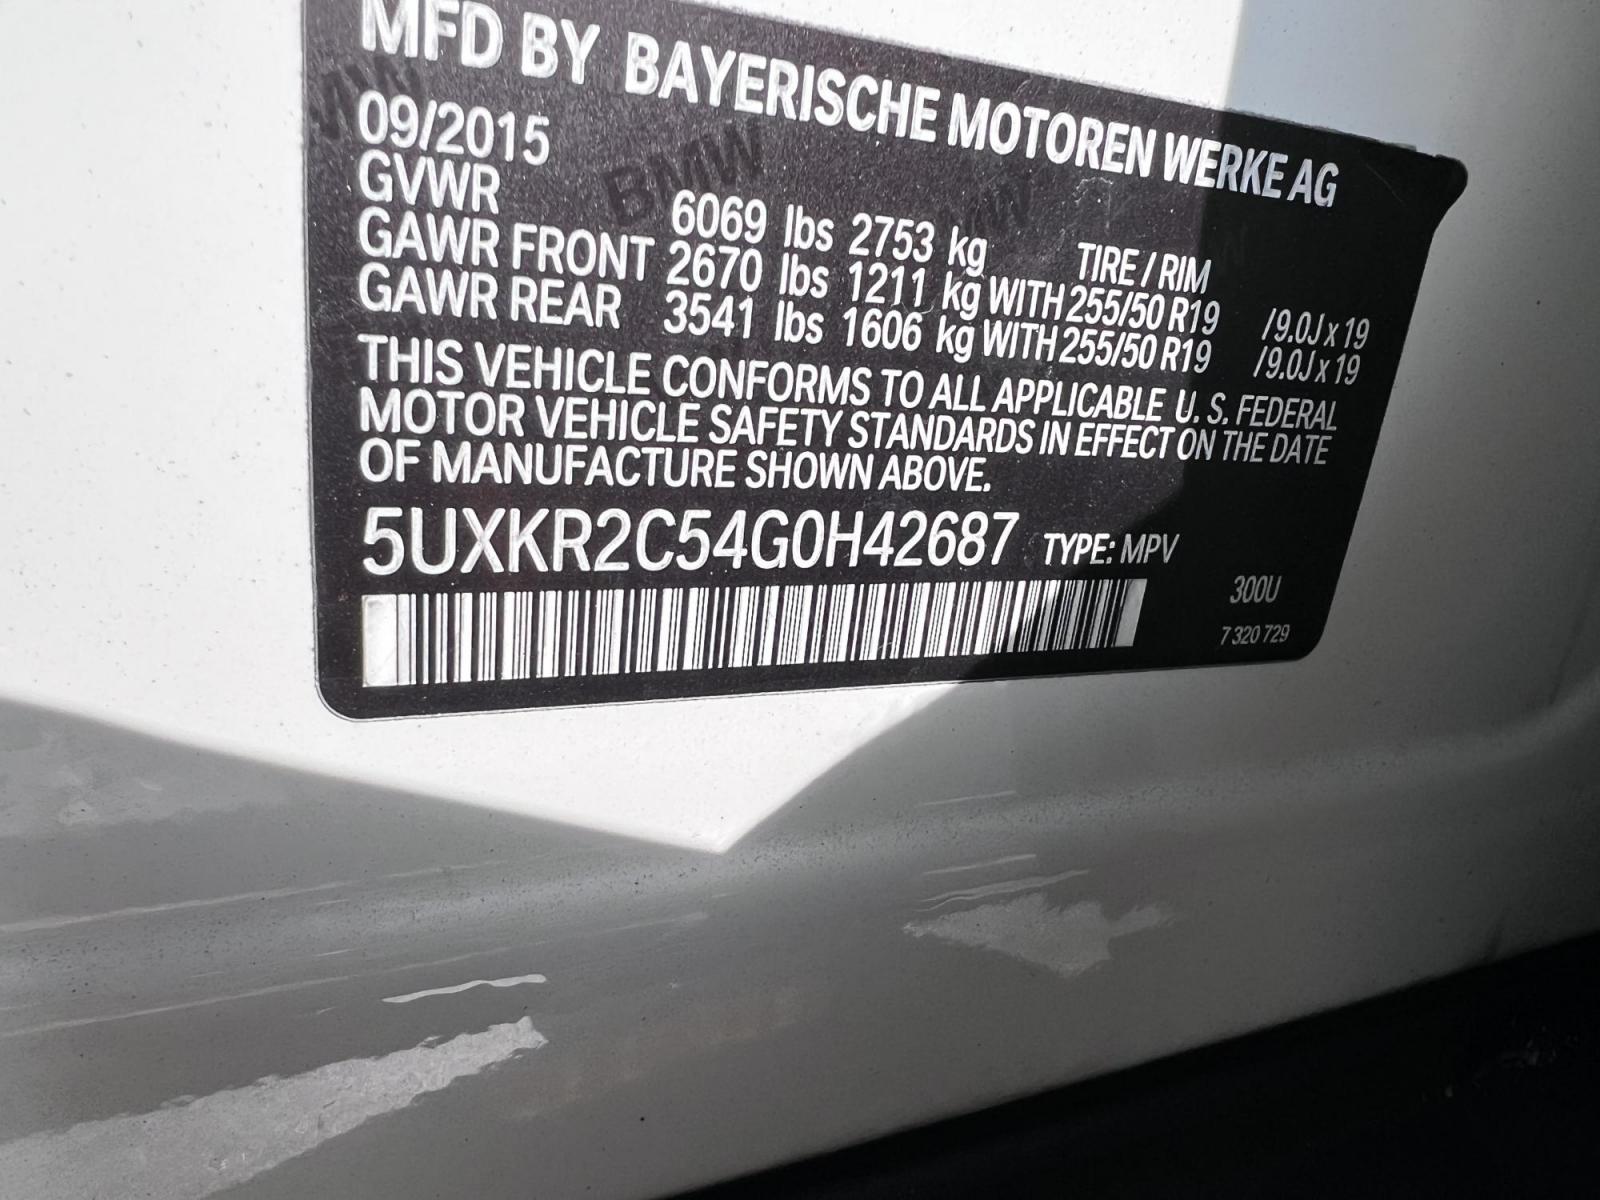 MFD BY BAYERISCHE MOTOREN WERKE AG
09/2015
GVWR 6069 lbs 2753 kg TIRE / RIM
GAWR FRONT 2670 lbs 1211 kg WITH 255/50 R19 /9.0J x 19
GAWR REAR 3541 lbs 1606 kg WITH 255/50 R19 /9.0J x 19
THIS VEHICLE CONFORMS TO ALL APPLICABLE U. S. FEDERAL
MOTOR VEHICLE SAFETY STANDARDS IN EFFECT ON THE DATE
OF MANUFACTURE SHOWN ABOVE.
5UXKR2C54G0H42687 TYPE: MPV
300U
7 320 729
BMW
BMW